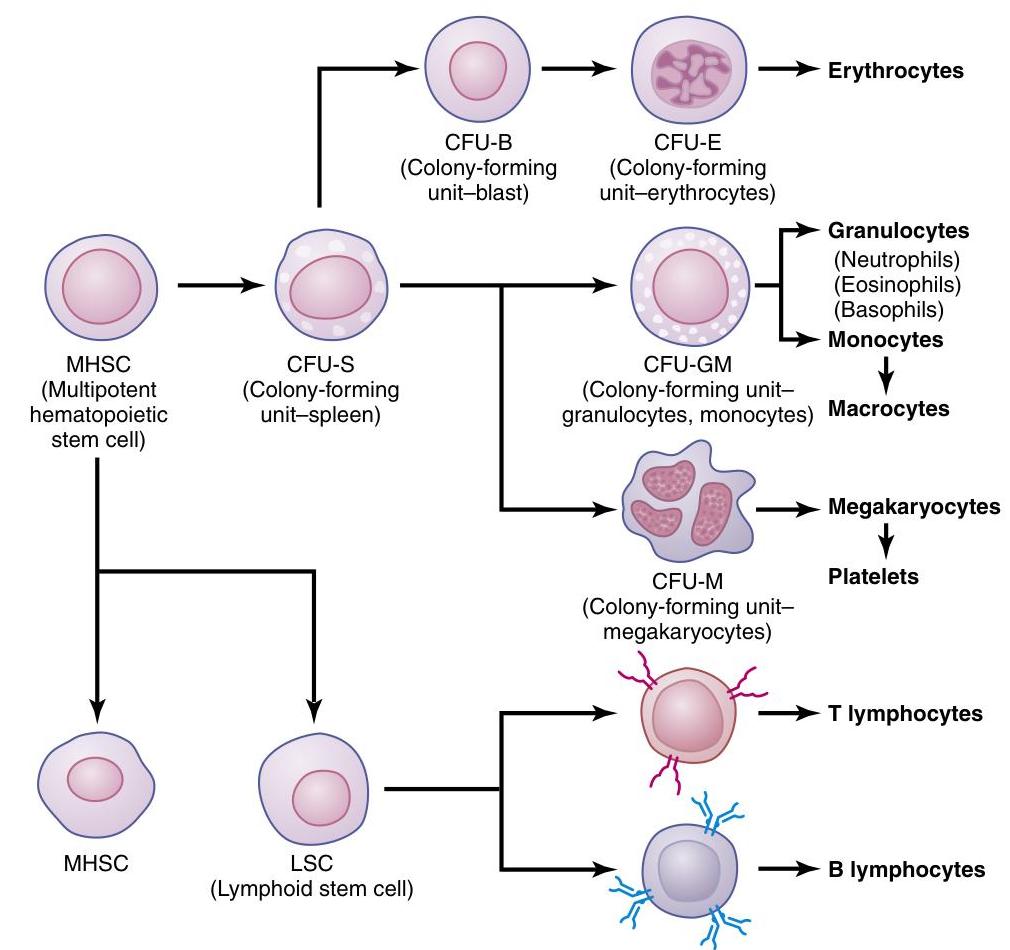 Erythrocytes
CFU-B
(Colony-forming
unit–blast)
CFU-E
(Colony-forming
unit–erythrocytes)
MHSC
(Multipotent
hematopoietic
stem cell)
CFU-S
(Colony-forming
unit–spleen)
CFU-GM
(Colony-forming unit–
granulocytes, monocytes)
Granulocytes
(Neutrophils)
(Eosinophils)
(Basophils)
Monocytes
Macrocytes
CFU-M
(Colony-forming unit–
megakaryocytes)
Megakaryocytes
Platelets
MHSC
LSC
(Lymphoid stem cell)
T lymphocytes
B lymphocytes